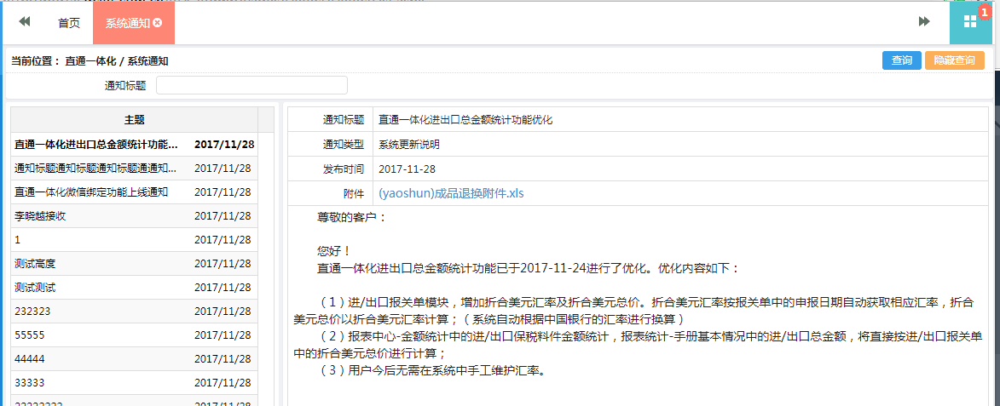 首页
系统通知
1
当前位置： 直通一体化 / 系统通知
查询
隐藏查询
通知标题
主题
直通一体化进出口总金额统计功能... 2017/11/28
通知标题通知标题通知标题通通知... 2017/11/28
直通一体化微信绑定功能上线通知 2017/11/28
李晓越接收 2017/11/28
1 2017/11/28
测试高度 2017/11/28
测试测试 2017/11/28
232323 2017/11/28
55555 2017/11/28
44444 2017/11/28
33333 2017/11/28
通知标题 直通一体化进出口总金额统计功能优化
通知类型 系统更新说明
发布时间 2017-11-28
附件 (yaoshun)成品退换附件.xls
尊敬的客户：
您好！
直通一体化进出口总金额统计功能已于2017-11-24进行了优化。优化内容如下：
（1）进/出口报关单模块，增加折合美元汇率及折合美元总价。折合美元汇率按报关单中的申报日期自动获取相应汇率，折合
美元总价以折合美元汇率计算；（系统自动根据中国银行的汇率进行换算）
（2）报表中心-金额统计中的进/出口保税料件金额统计，报表统计-手册基本情况中的进/出口总金额，将直接按进/出口报关单
中的折合美元总价进行计算；
（3）用户今后无需在系统中手工维护汇率。